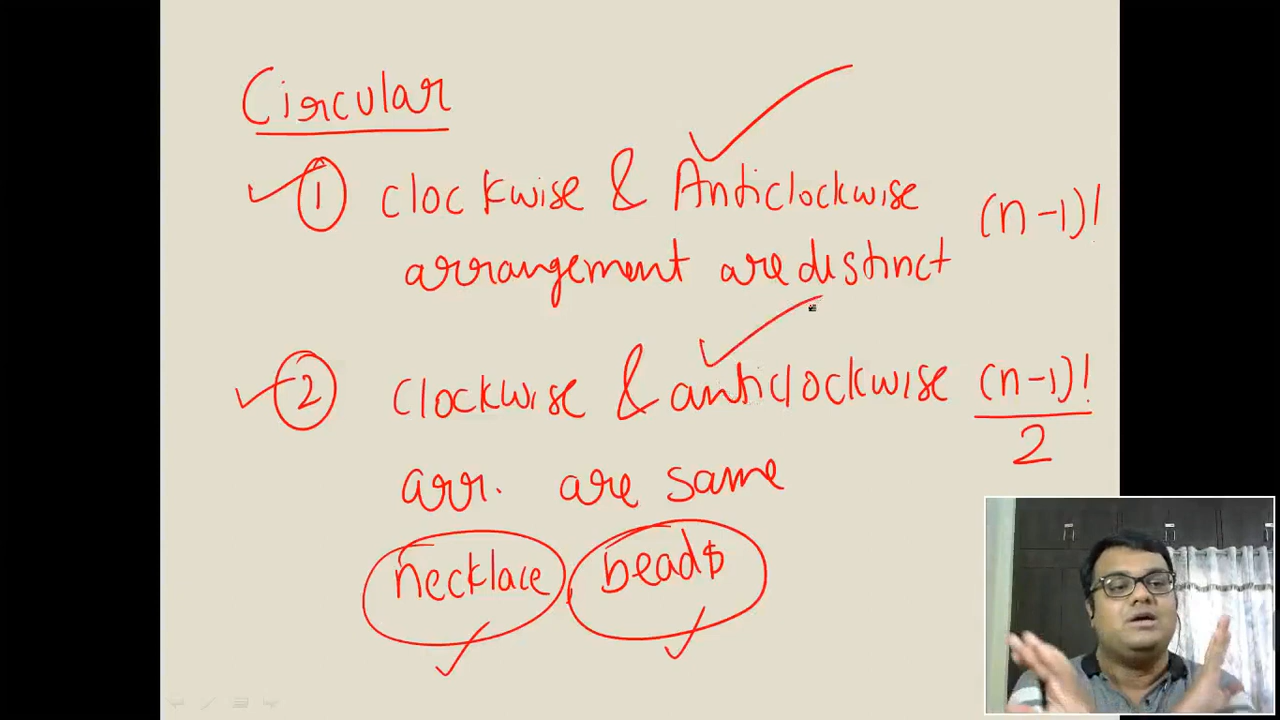 Circular
1 clockwise & Anticlockwise (n-1)!
arrangement are distinct
2 clockwise & anticlockwise (n-1)!/2
arr. are same
necklace, beads